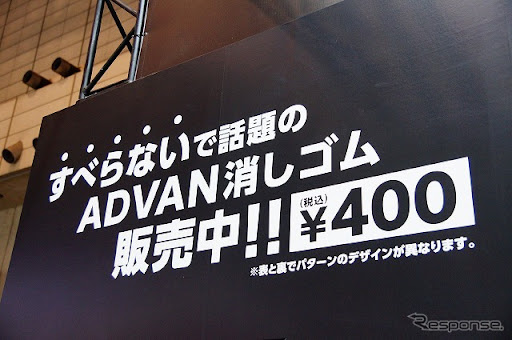 すべらないで話題の
ADVAN消しゴム
販売中!!(税込)¥400
※表と裏でパターンのデザインが異なります。
Response.